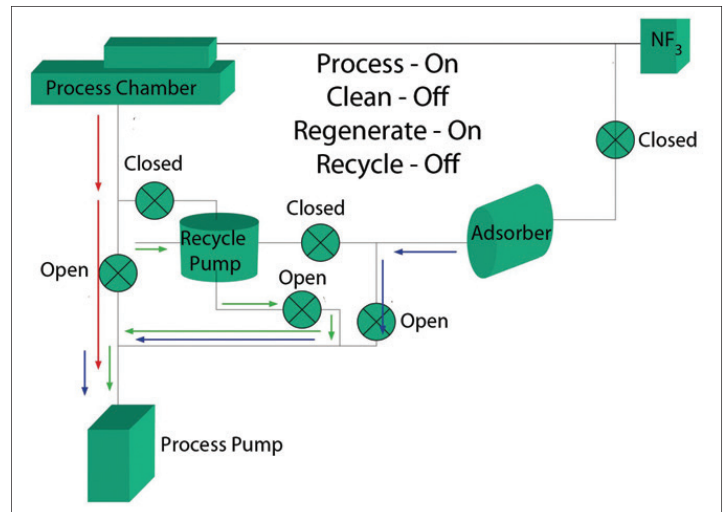 NF3
Process - On
Process Chamber
Clean - Off
Regenerate - On
Closed
Recycle - Off
Closed
Closed
Recycle
Pump
Adsorber
Open
Open
Open
Process Pump